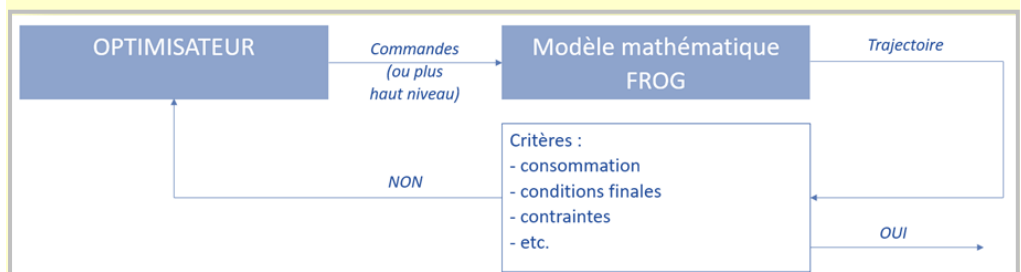 OPTIMISATEUR
Commandes
(ou plus
haut niveau)
Modèle mathématique
FROG
Trajectoire
Critères :
- consommation
- conditions finales
- contraintes
- etc.
NON
OUI